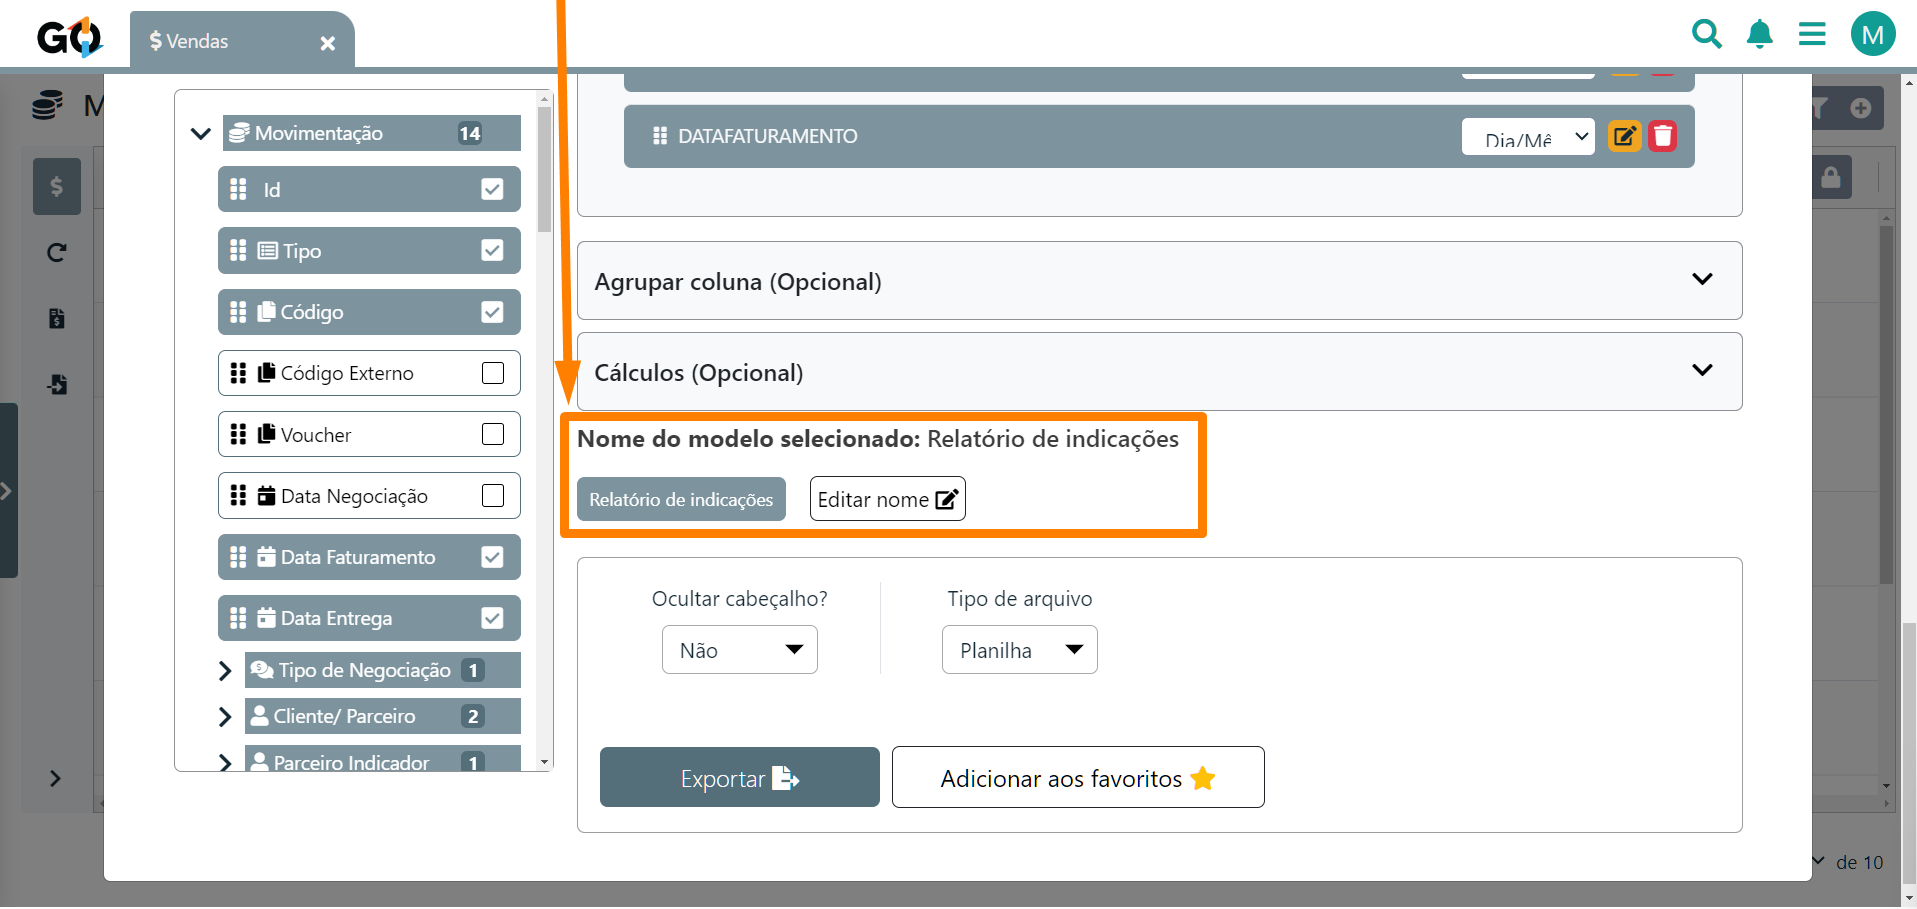 GO
$ Vendas
M
M
Movimentação 14
Id
Tipo
Código
Código Externo
Voucher
Data Negociação
Data Faturamento
Data Entrega
Tipo de Negociação 1
Cliente/ Parceiro 2
Parceiro Indicador 1
DATAFATURAMENTO
Dia/Mê
Agrupar coluna (Opcional)
Cálculos (Opcional)
Nome do modelo selecionado: Relatório de indicações
Relatório de indicações
Editar nome
Ocultar cabeçalho?
Tipo de arquivo
Não
Planilha
Exportar
Adicionar aos favoritos
de 10